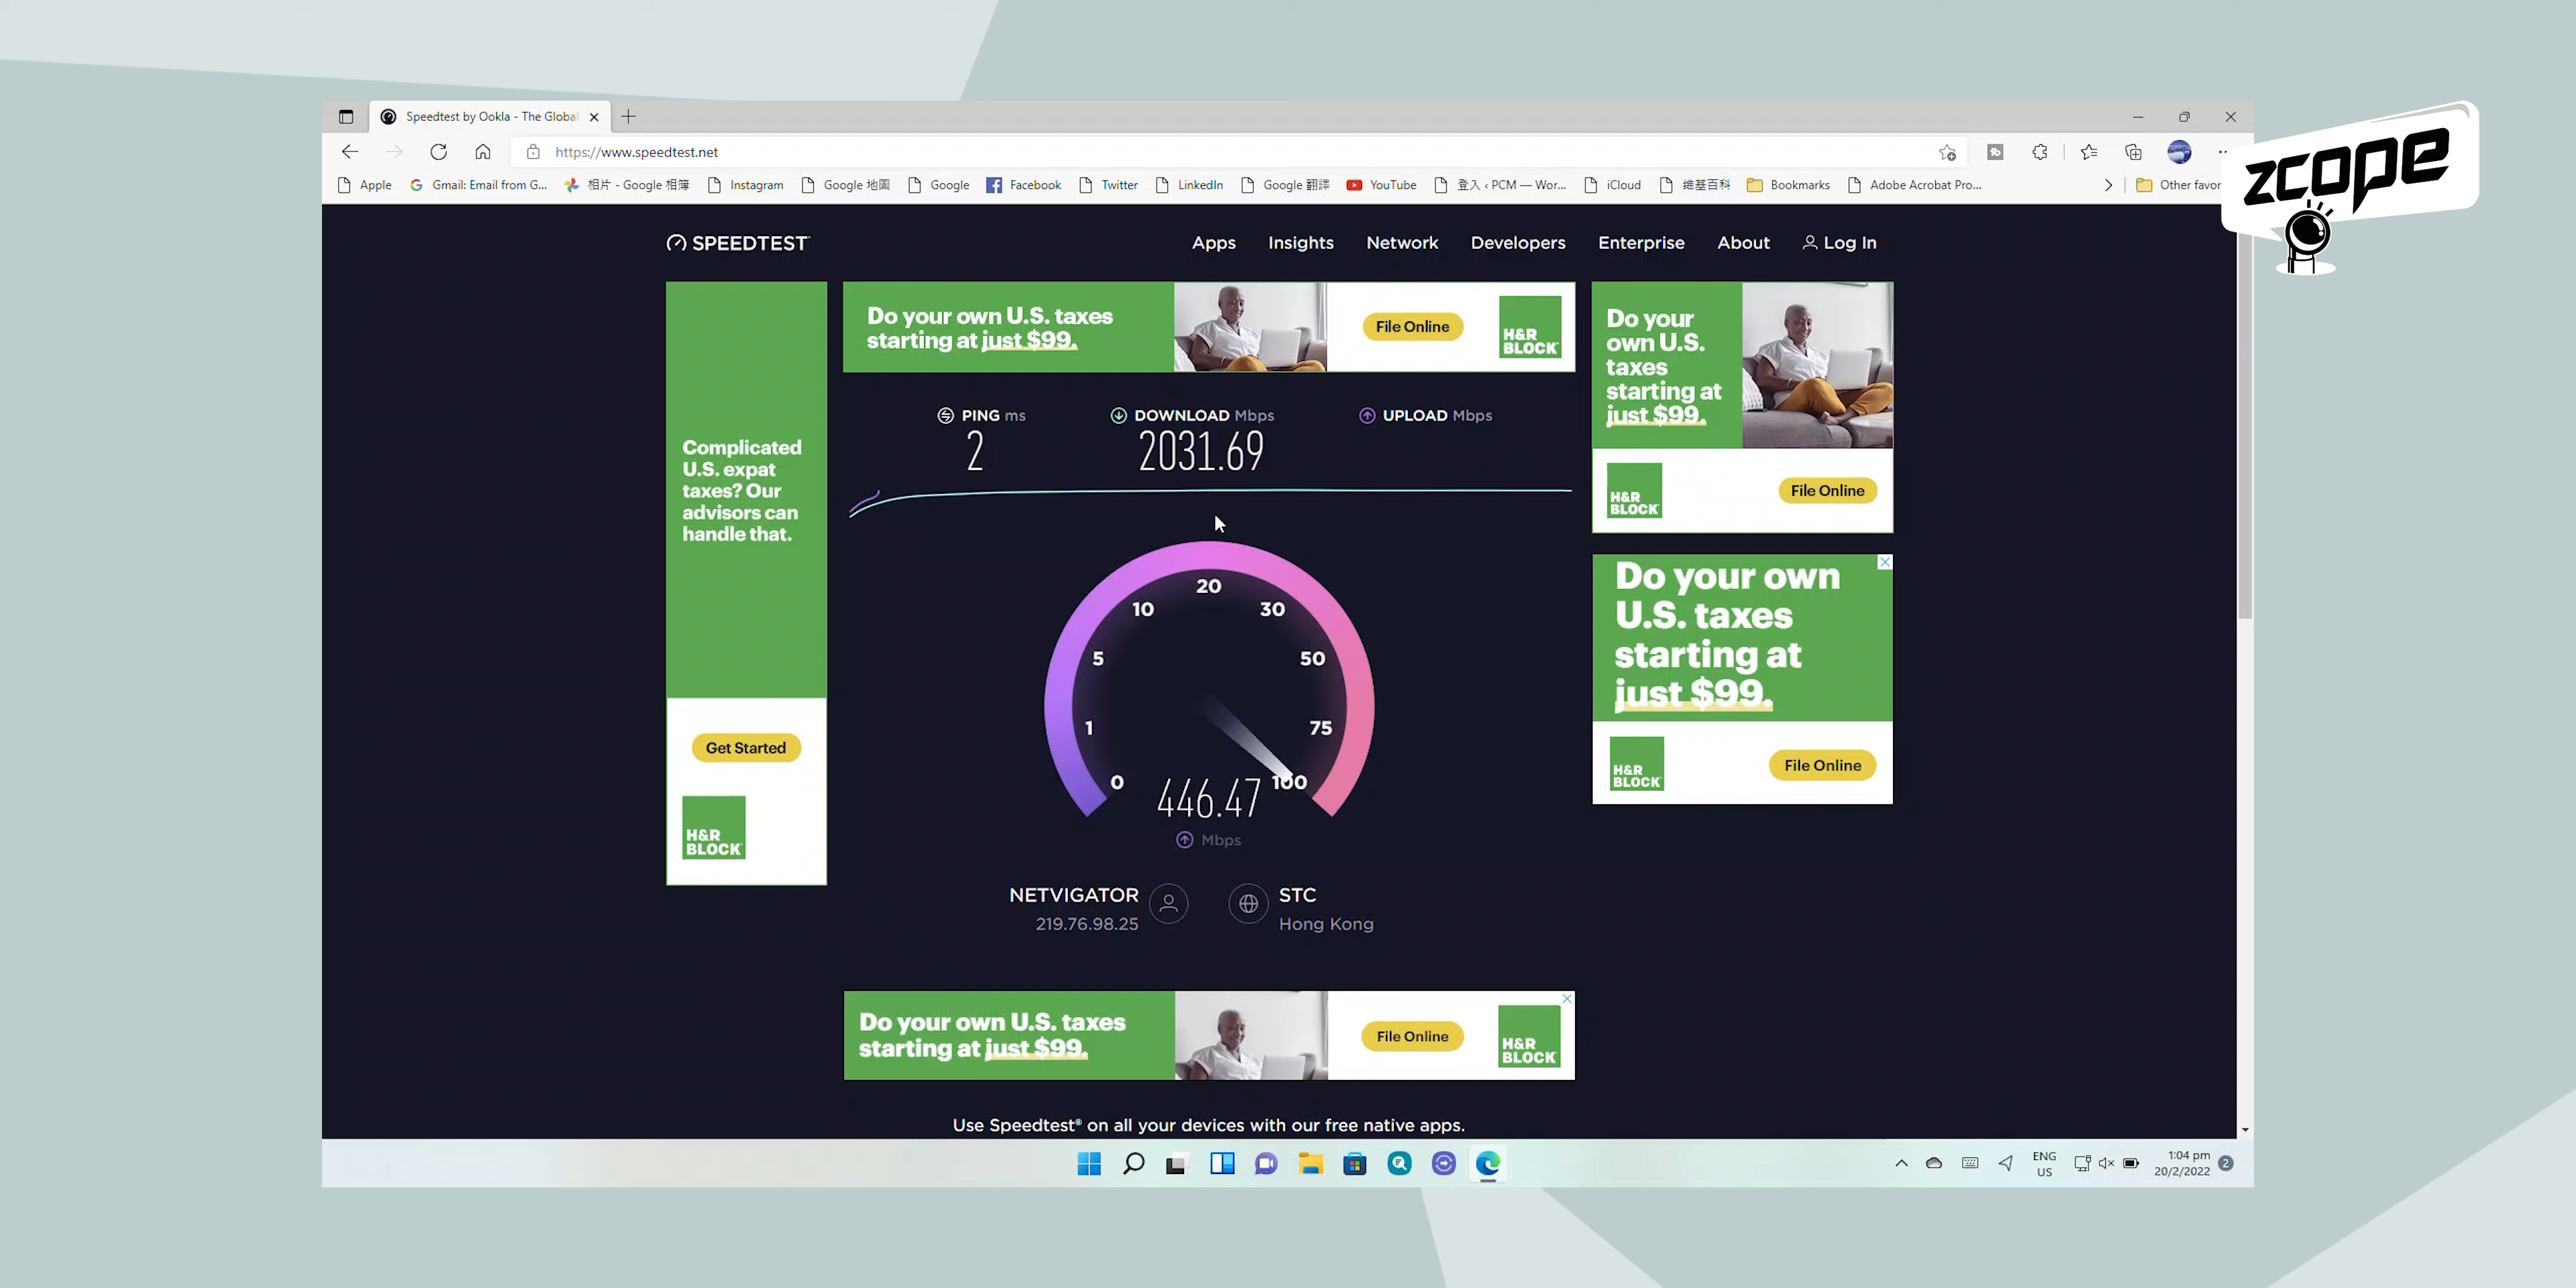 zcope
Speedtest by Ookla - The Global
https://www.speedtest.net
Apple
Gmail: Email from G...
相片 - Google 相簿
Instagram
Google 地圖
Google
Facebook
Twitter
LinkedIn
Google 翻譯
YouTube
登入 ‹ PCM — Wor...
iCloud
維基百科
Bookmarks
Adobe Acrobat Pro...
Other favor
SPEEDTEST
Apps
Insights
Network
Developers
Enterprise
About
Log In
Complicated
U.S. expat
taxes? Our
advisors can
handle that.
Get Started
H&R
BLOCK
Do your own U.S. taxes
starting at just $99.
File Online
H&R
BLOCK
Do your
own U.S.
taxes
starting at
just $99.
H&R
BLOCK
File Online
PING ms
2
DOWNLOAD Mbps
2031.69
UPLOAD Mbps
0
1
5
10
20
30
50
75
100
446.47
Mbps
Do your own
U.S. taxes
starting at
just $99.
H&R
BLOCK
File Online
NETVIGATOR
219.76.98.25
STC
Hong Kong
Do your own U.S. taxes
starting at just $99.
File Online
H&R
BLOCK
Use Speedtest® on all your devices with our free native apps.
ENG
US
1:04 pm
20/2/2022
2